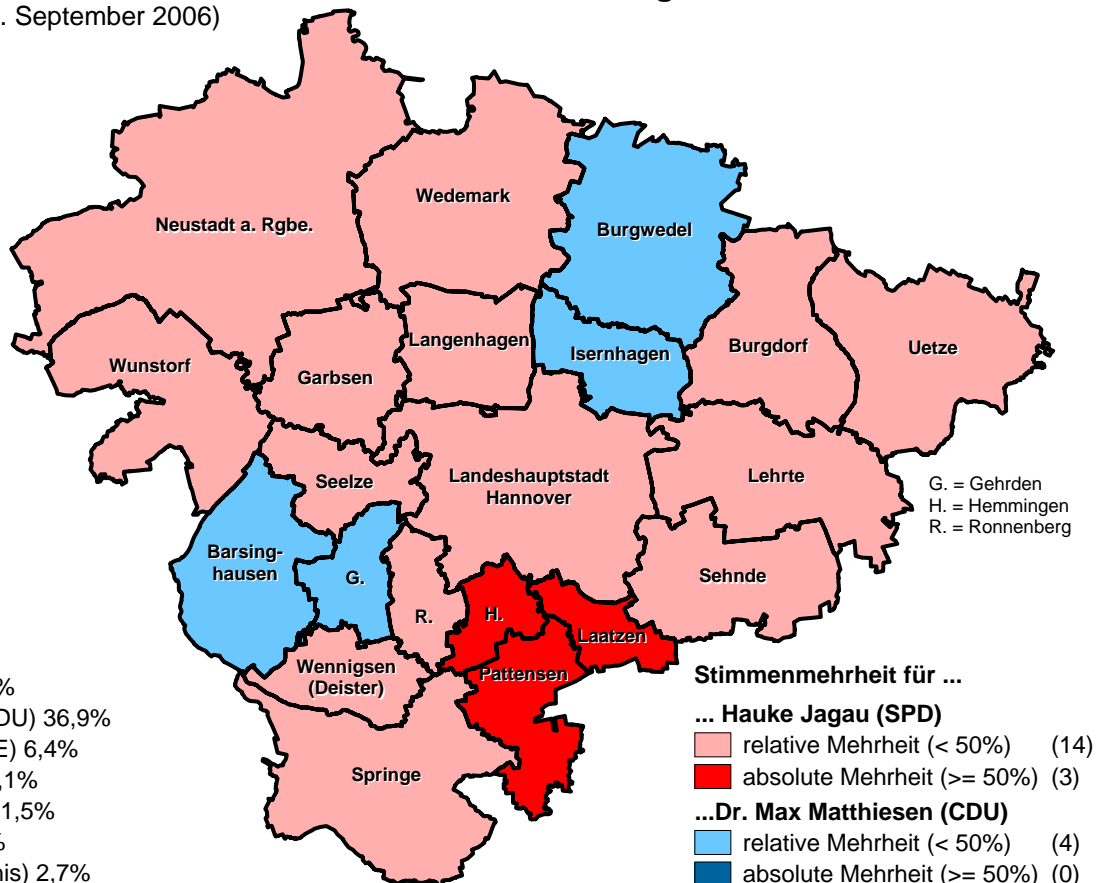 . September 2006)
Wedemark
Neustadt a. Rgbe.
Burgwedel
Langenhagen
Isernhagen
Burgdorf
Uetze
Wunstorf
Garbsen
Landeshauptstadt
Hannover
Lehrte
Seelze
G. = Gehrden
H. = Hemmingen
R. = Ronnenberg
Barsing-
hausen
G.
Sehnde
R.
H.
Laatzen
Wennigsen
(Deister)
Pattensen
Springe
%
DU) 36,9%
E) 6,4%
,1%
1,5%
%
nis) 2,7%
Stimmenmehrheit für ...
... Hauke Jagau (SPD)
relative Mehrheit (< 50%) (14)
absolute Mehrheit (>= 50%) (3)
...Dr. Max Matthiesen (CDU)
relative Mehrheit (< 50%) (4)
absolute Mehrheit (>= 50%) (0)